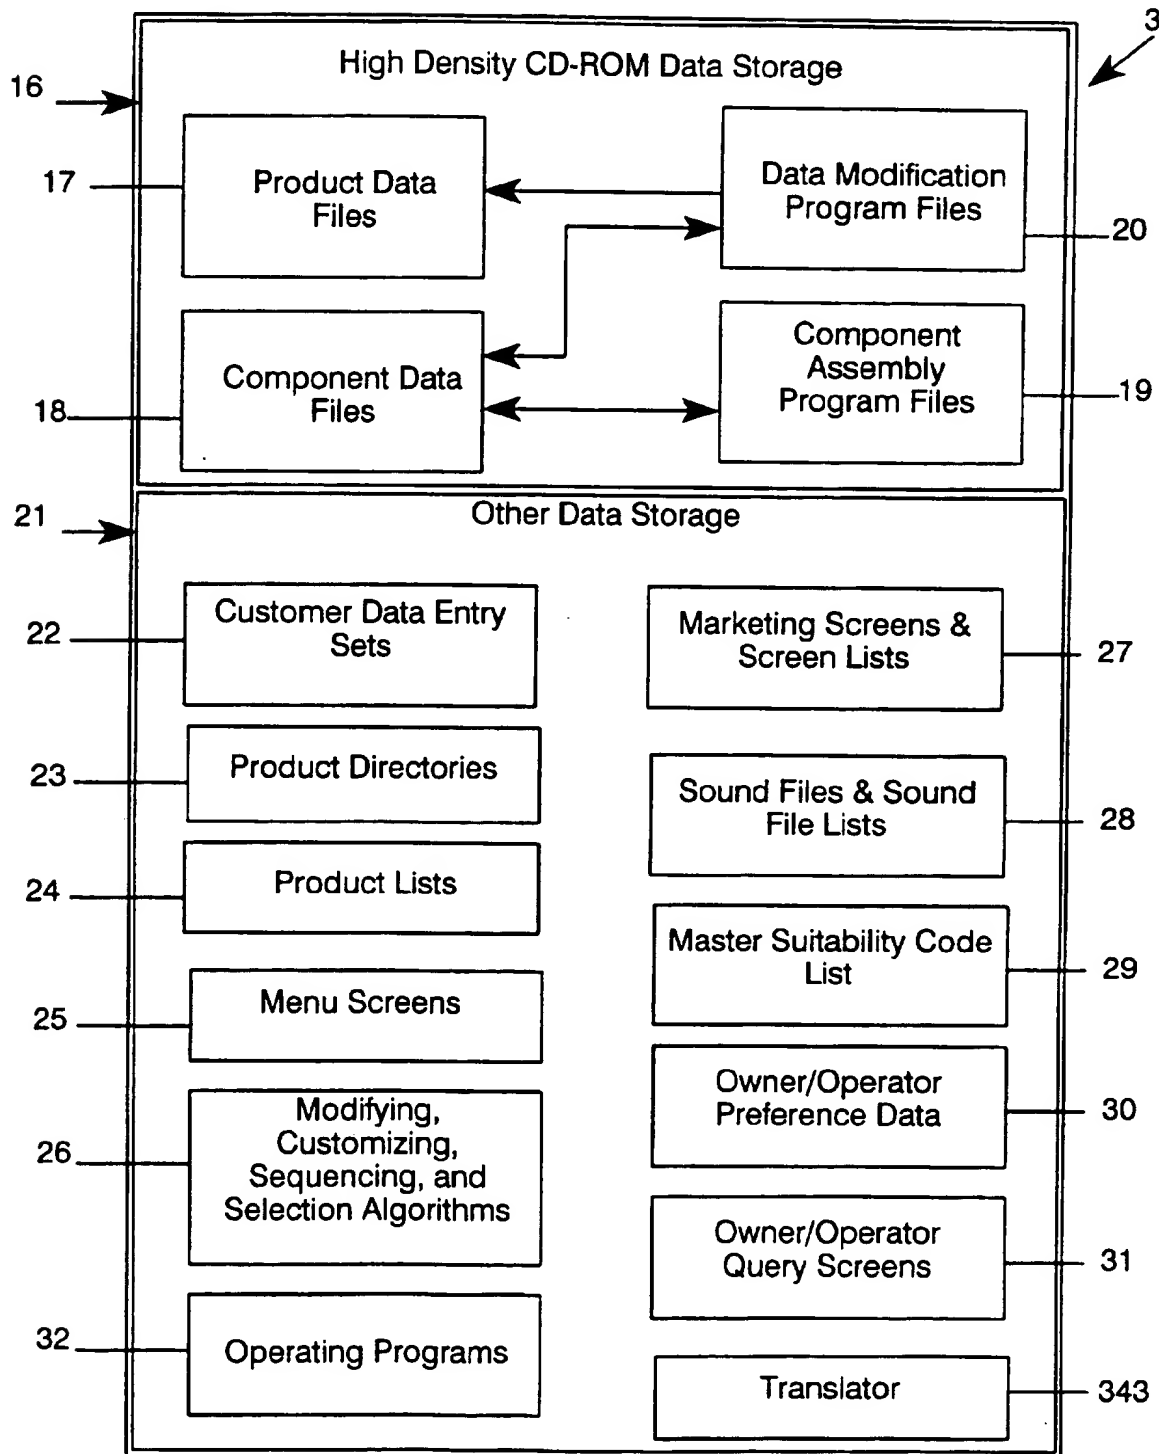 3
High Density CD-ROM Data Storage
16
17
Product Data
Files
Data Modification
Program Files
20
18
Component Data
Files
Component
Assembly
Program Files
19
21
Other Data Storage
22
Customer Data Entry
Sets
Marketing Screens &
Screen Lists
27
23
Product Directories
Sound Files & Sound
File Lists
28
24
Product Lists
Master Suitability Code
List
29
25
Menu Screens
Owner/Operator
Preference Data
30
26
Modifying,
Customizing,
Sequencing, and
Selection Algorithms
Owner/Operator
Query Screens
31
32
Operating Programs
Translator
343